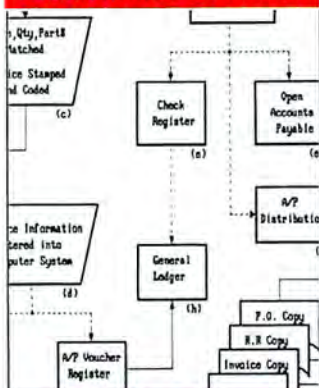 ,Qty,Part#
Matched
ice Stamped
nd Coded
(c)
Check
Register
(e)
Open
Accounts
Payable
(e
A/P
Distributio
(
ce Information
tered into
puter System
(d)
General
Ledger
(h)
P.O. Copy
R.R Copy
Invoice Copy
A/P Voucher
Register